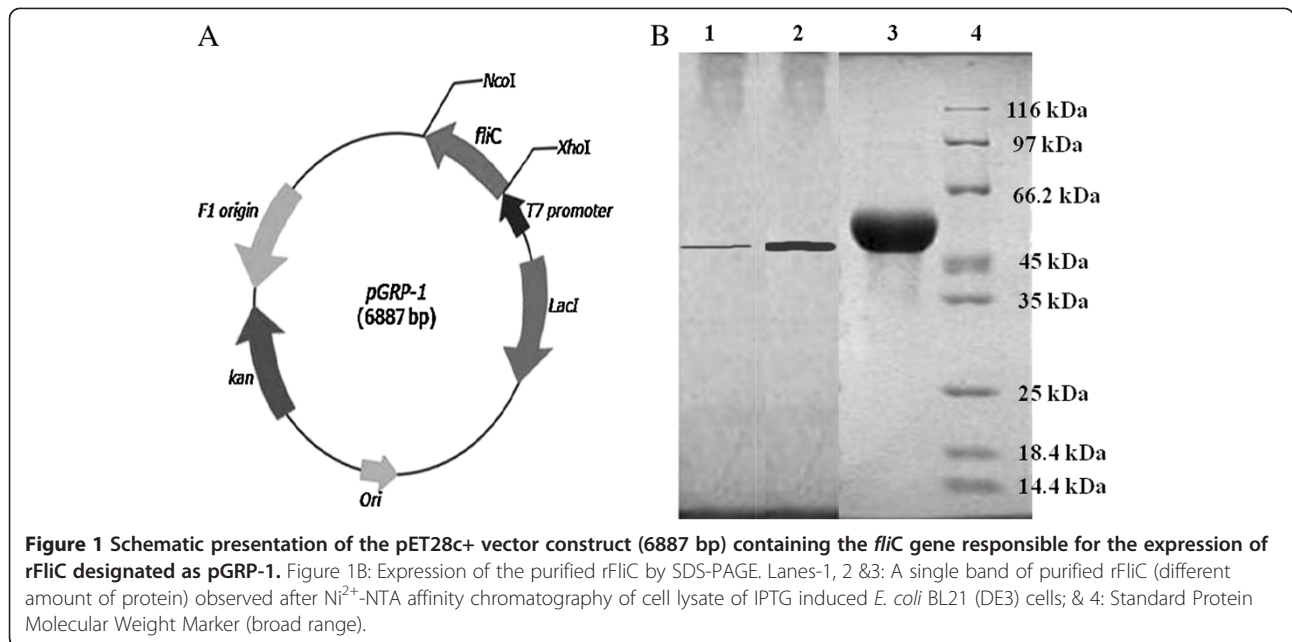 A
NcoI
fliC
XhoI
T7 promoter
F1 origin
pGRP-1
(6887 bp)
LacI
kan
Ori
B
1 2 3 4
116 kDa
97 kDa
66.2 kDa
45 kDa
35 kDa
25 kDa
18.4 kDa
14.4 kDa
Figure 1 Schematic presentation of the pET28c+ vector construct (6887 bp) containing the fliC gene responsible for the expression of
rFliC designated as pGRP-1. Figure 1B: Expression of the purified rFliC by SDS-PAGE. Lanes-1, 2 &3: A single band of purified rFliC (different
amount of protein) observed after Ni2+-NTA affinity chromatography of cell lysate of IPTG induced E. coli BL21 (DE3) cells; & 4: Standard Protein
Molecular Weight Marker (broad range).